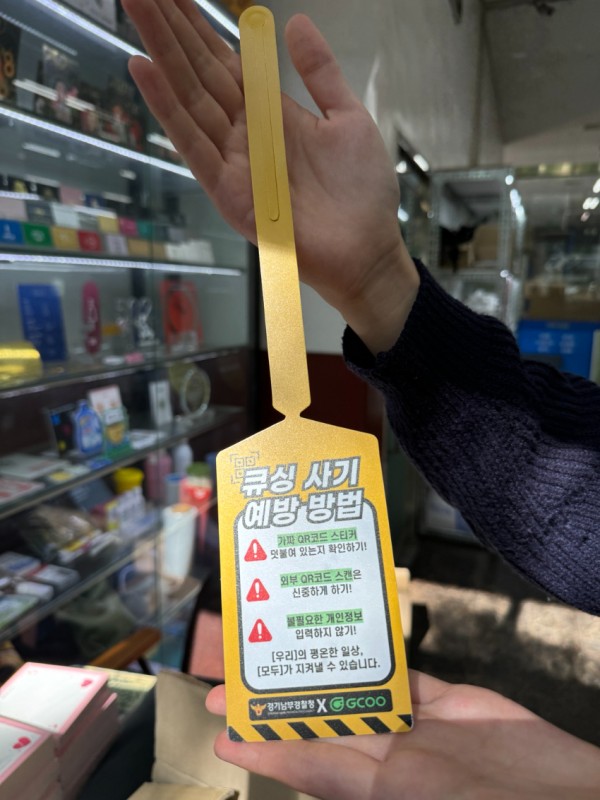 큐싱 사기
예방 방법
가짜 QR코드 스티커
덧붙여 있는지 확인하기!
외부 QR코드 스캔은
신중하게 하기!
불필요한 개인정보
입력하지 않기!
[우리]의 평온한 일상,
[모두]가 지켜낼 수 있습니다.
경기남부경찰청 X GCOO